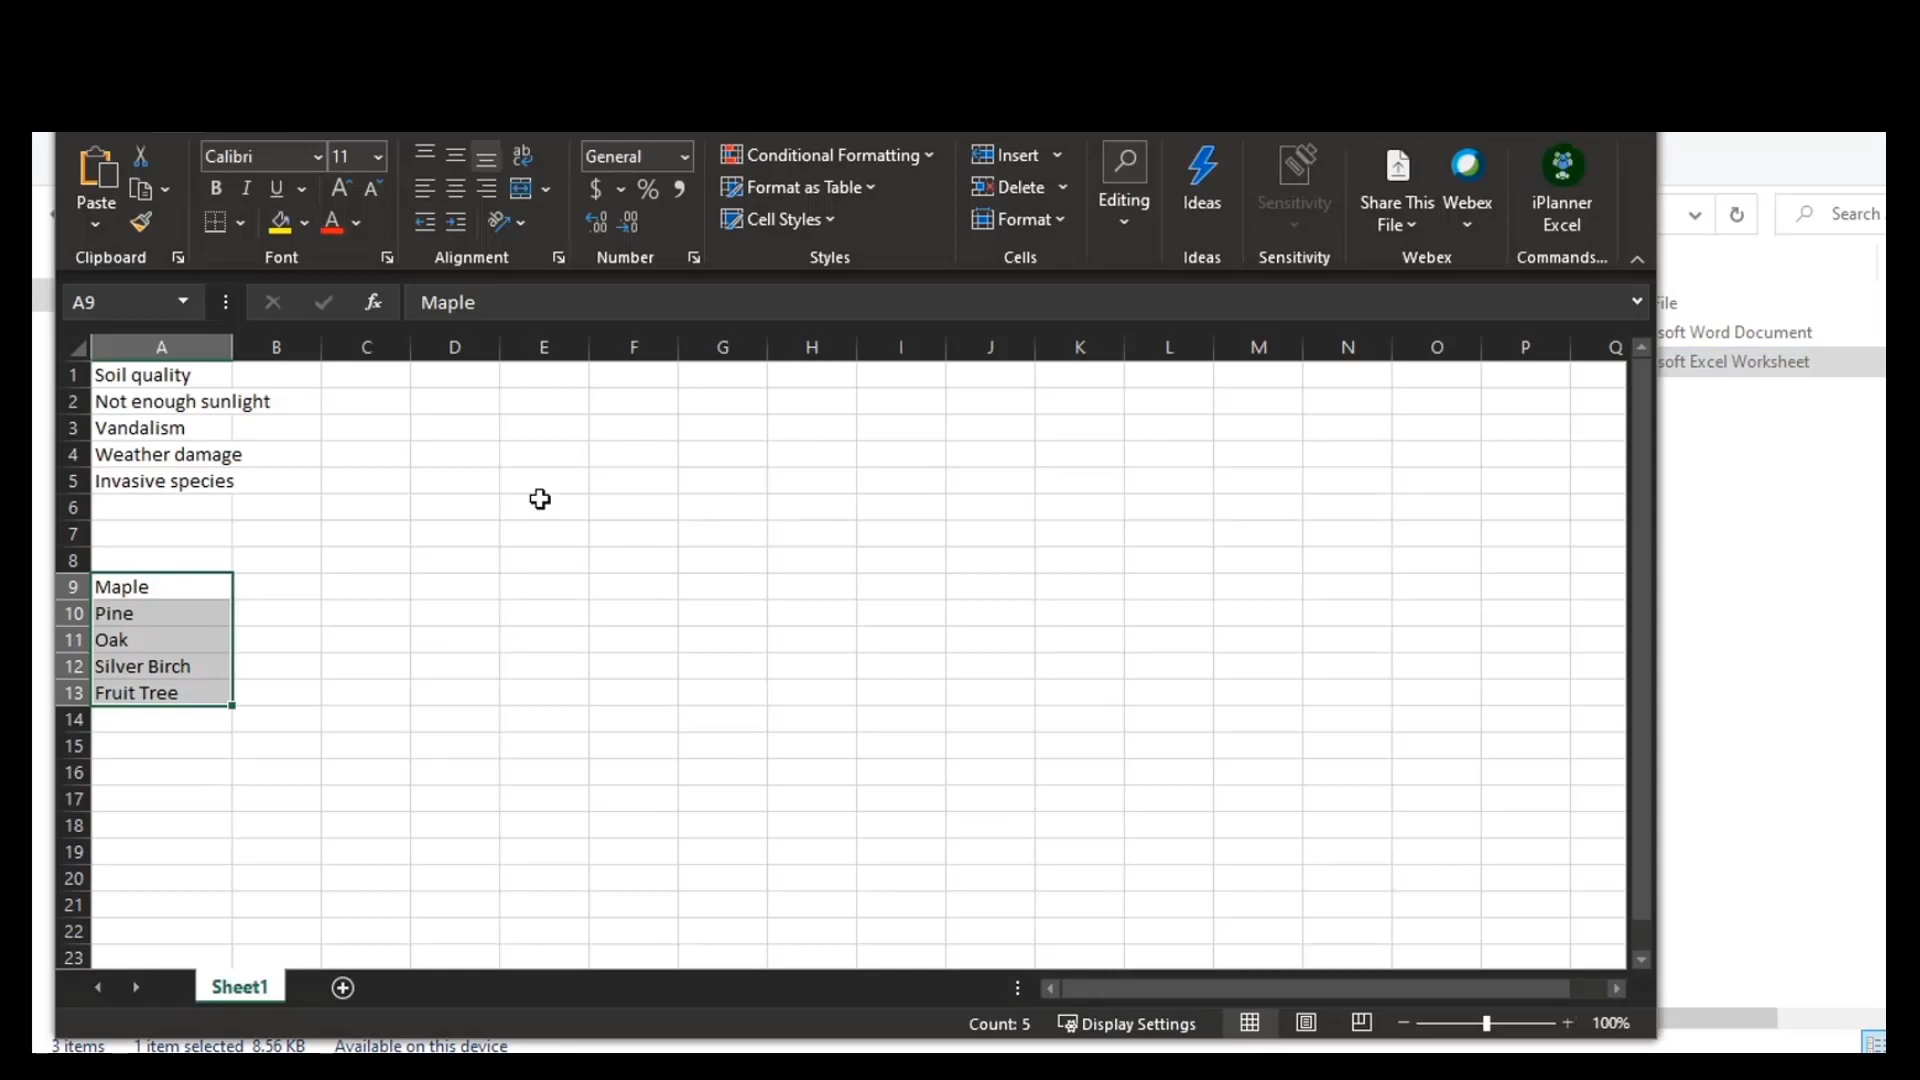 Paste
Clipboard
Calibri
11
B I U A A
A
Font
ab
Alignment
General
$ % 9
.00 .00
Number
Conditional Formatting
Format as Table
Cell Styles
Styles
Insert
Delete
Format
Cells
Editing
Ideas
Ideas
Sensitivity
Sensitivity
Share This File
Webex
Webex
iPlanner Excel
Commands...
Search
A9
fx
Maple
soft Word Document
soft Excel Worksheet
A B C D E F G H I J K L M N O P Q
1 Soil quality
2 Not enough sunlight
3 Vandalism
4 Weather damage
5 Invasive species
6
7
8
9 Maple
10 Pine
11 Oak
12 Silver Birch
13 Fruit Tree
14
15
16
17
18
19
20
21
22
23
Sheet1
Count: 5 Display Settings 100%
3 items 1 item selected 8.56 KB Available on this device